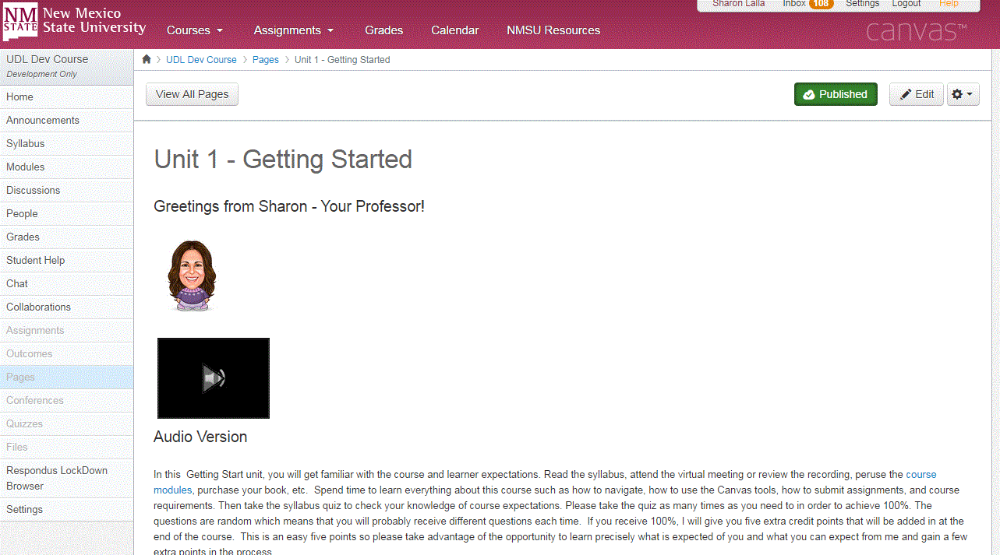 Sharon Lalla Inbox 108 Settings Logout Help
NM STATE
New Mexico
State University
Courses Assignments Grades Calendar NMSU Resources
canvas™
UDL Dev Course
Development Only
Home
Announcements
Syllabus
Modules
Discussions
People
Grades
Student Help
Chat
Collaborations
Assignments
Outcomes
Pages
Conferences
Quizzes
Files
Respondus LockDown
Browser
Settings
UDL Dev Course > Pages > Unit 1 - Getting Started
View All Pages
Published
Edit
Unit 1 - Getting Started
Greetings from Sharon - Your Professor!
Audio Version
In this  Getting Start unit, you will get familiar with the course and learner expectations. Read the syllabus, attend the virtual meeting or review the recording, peruse the course
modules, purchase your book, etc.  Spend time to learn everything about this course such as how to navigate, how to use the Canvas tools, how to submit assignments, and course
requirements. Then take the syllabus quiz to check your knowledge of course expectations. Please take the quiz as many times as you need to in order to achieve 100%. The
questions are random which means that you will probably receive different questions each time.  If you receive 100%, I will give you five extra credit points that will be added in at the
end of the course.  This is an easy five points so please take advantage of the opportunity to learn precisely what is expected of you and what you can expect from me and gain a few
extra points in the process